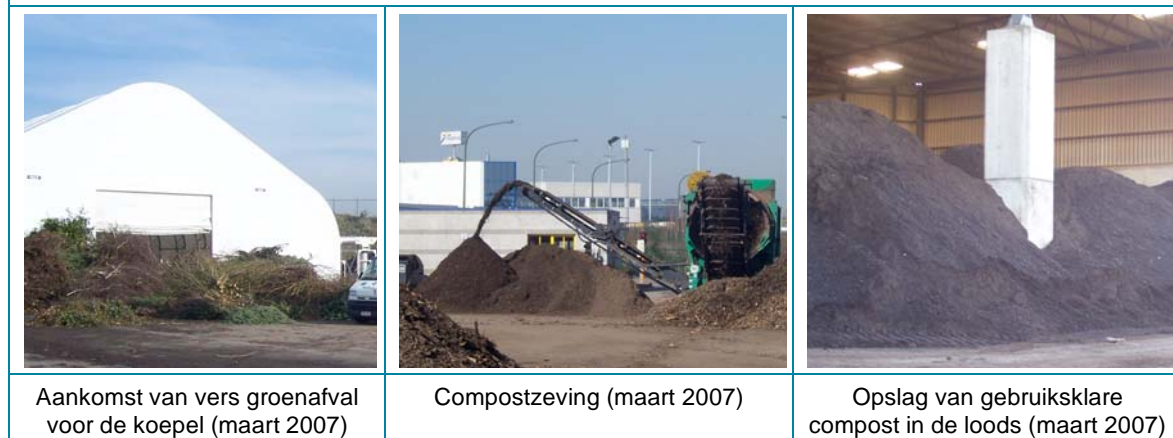 Aankomst van vers groenafval
voor de koepel (maart 2007)
Compostzeving (maart 2007)
Opslag van gebruiksklare
compost in de loods (maart 2007)